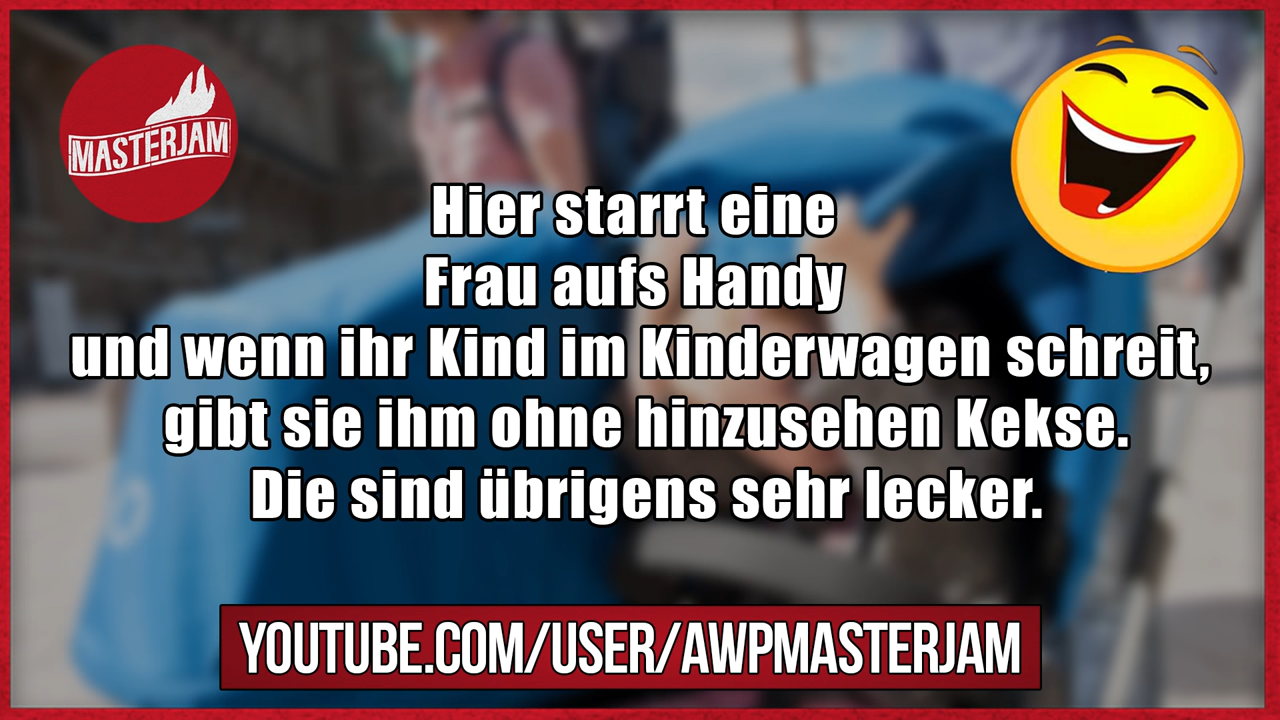 MASTERJAM
Hier starrt eine
Frau aufs Handy
und wenn ihr Kind im Kinderwagen schreit,
gibt sie ihm ohne hinzusehen Kekse.
Die sind übrigens sehr lecker.
YOUTUBE.COM/USER/AWPMASTERJAM